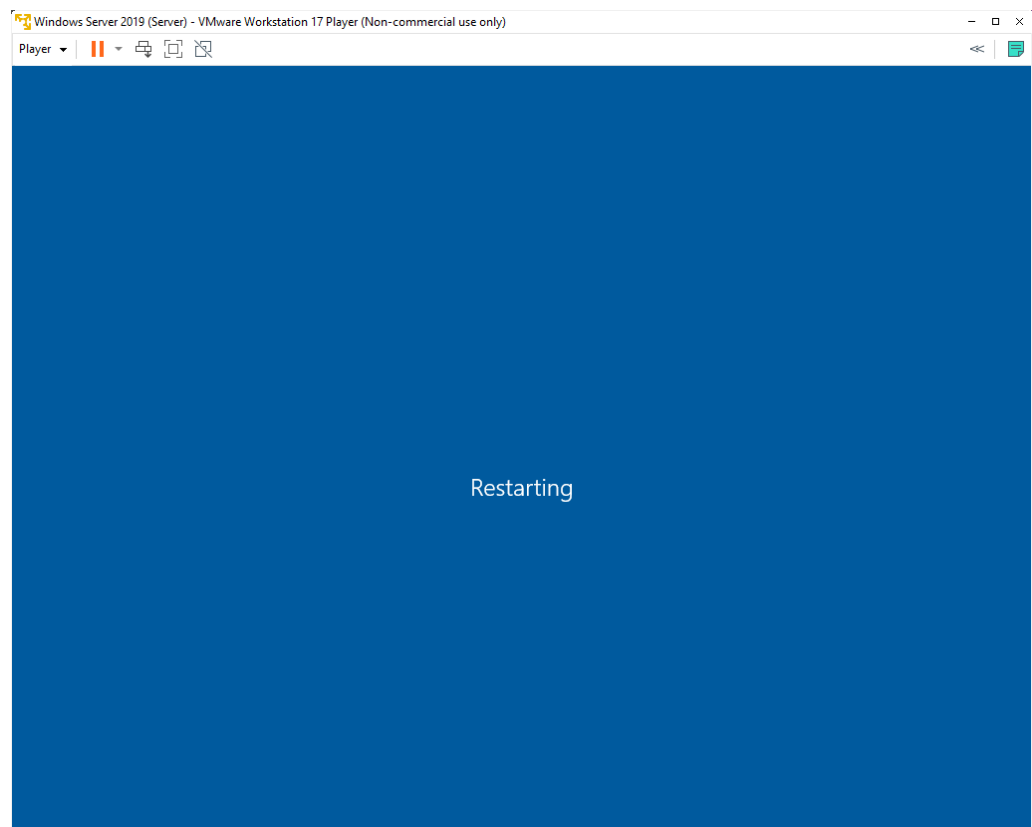 Windows Server 2019 (Server) - VMware Workstation 17 Player (Non-commercial use only)
Player
Restarting